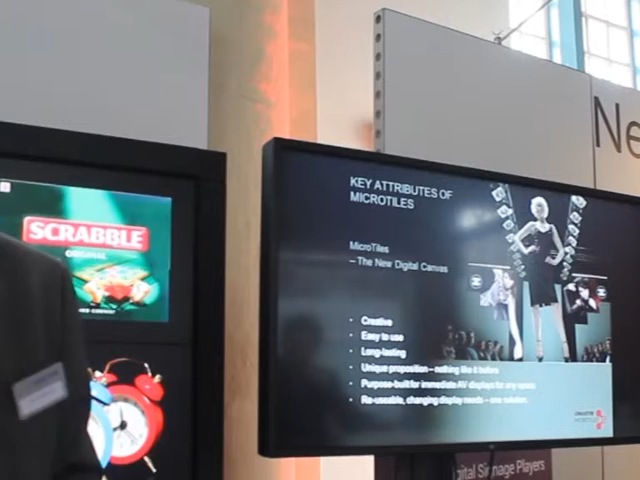 Ne
SCRABBLE
ORIGINAL
KEY ATTRIBUTES OF
MICROTILES
MicroTiles
– The New Digital Canvas
• Creative
• Easy to use
• Long-lasting
• Unique proposition – nothing like it before
• Purpose-built for immediate AV displays for any space
• Re-useable, changing display needs – one solution.
gital Signage Players